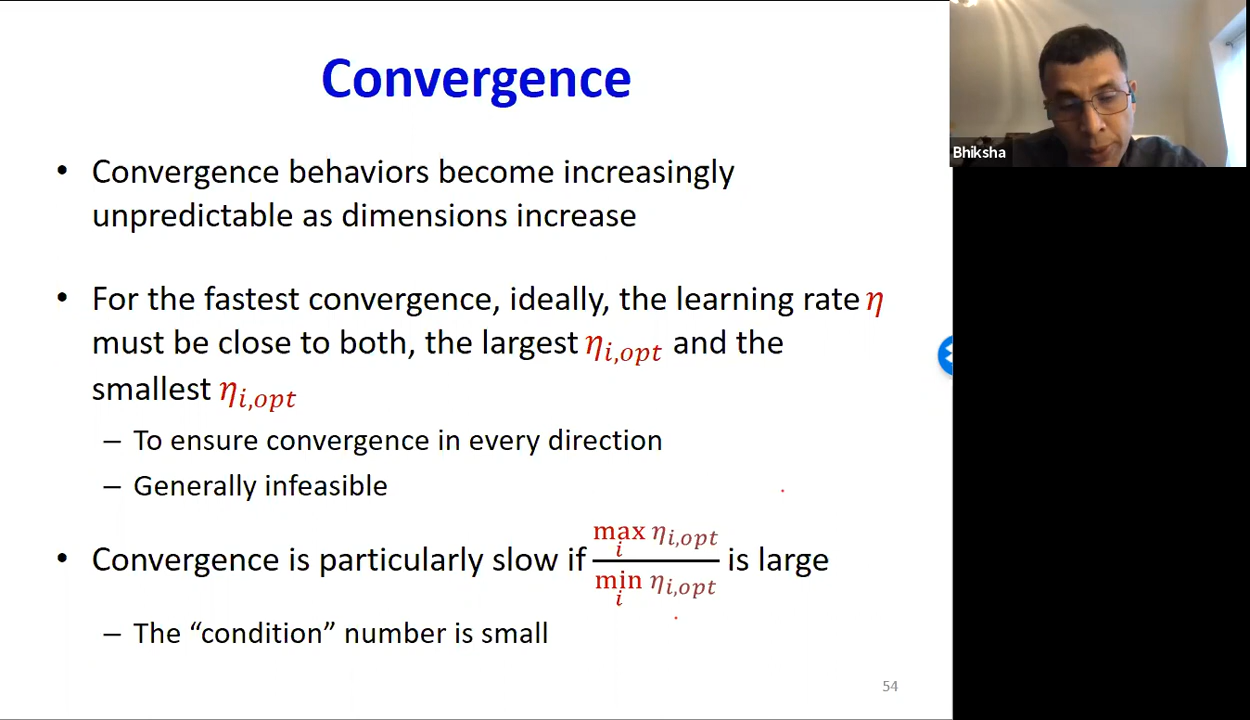 Convergence
• Convergence behaviors become increasingly
unpredictable as dimensions increase
• For the fastest convergence, ideally, the learning rate η
must be close to both, the largest η_{i,opt} and the
smallest η_{i,opt}
– To ensure convergence in every direction
– Generally infeasible
• Convergence is particularly slow if \frac{\max_i η_{i,opt}}{\min_i η_{i,opt}} is large
– The “condition” number is small
54
Bhiksha